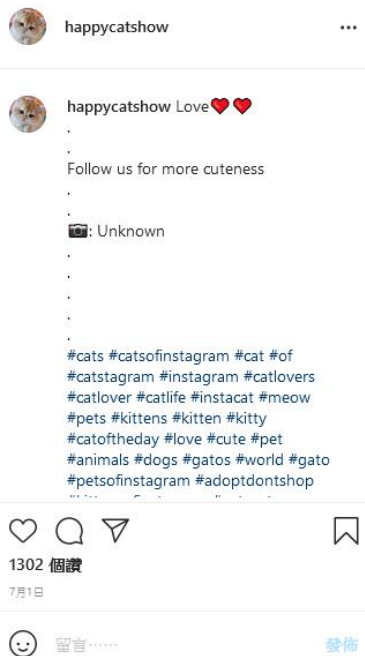 happycatshow
happycatshow Love❤❤
.
.
Follow us for more cuteness
.
.
📷: Unknown
.
.
.
.
.
#cats #catsofinstagram #cat #of
#catstagram #instagram #catlovers
#catlover #catlife #instacat #meow
#pets #kittens #kitten #kitty
#catoftheday #love #cute #pet
#animals #dogs #gatos #world #gato
#petsofinstagram #adoptdontshop
1302 個讚
7月1日
留言……
發佈